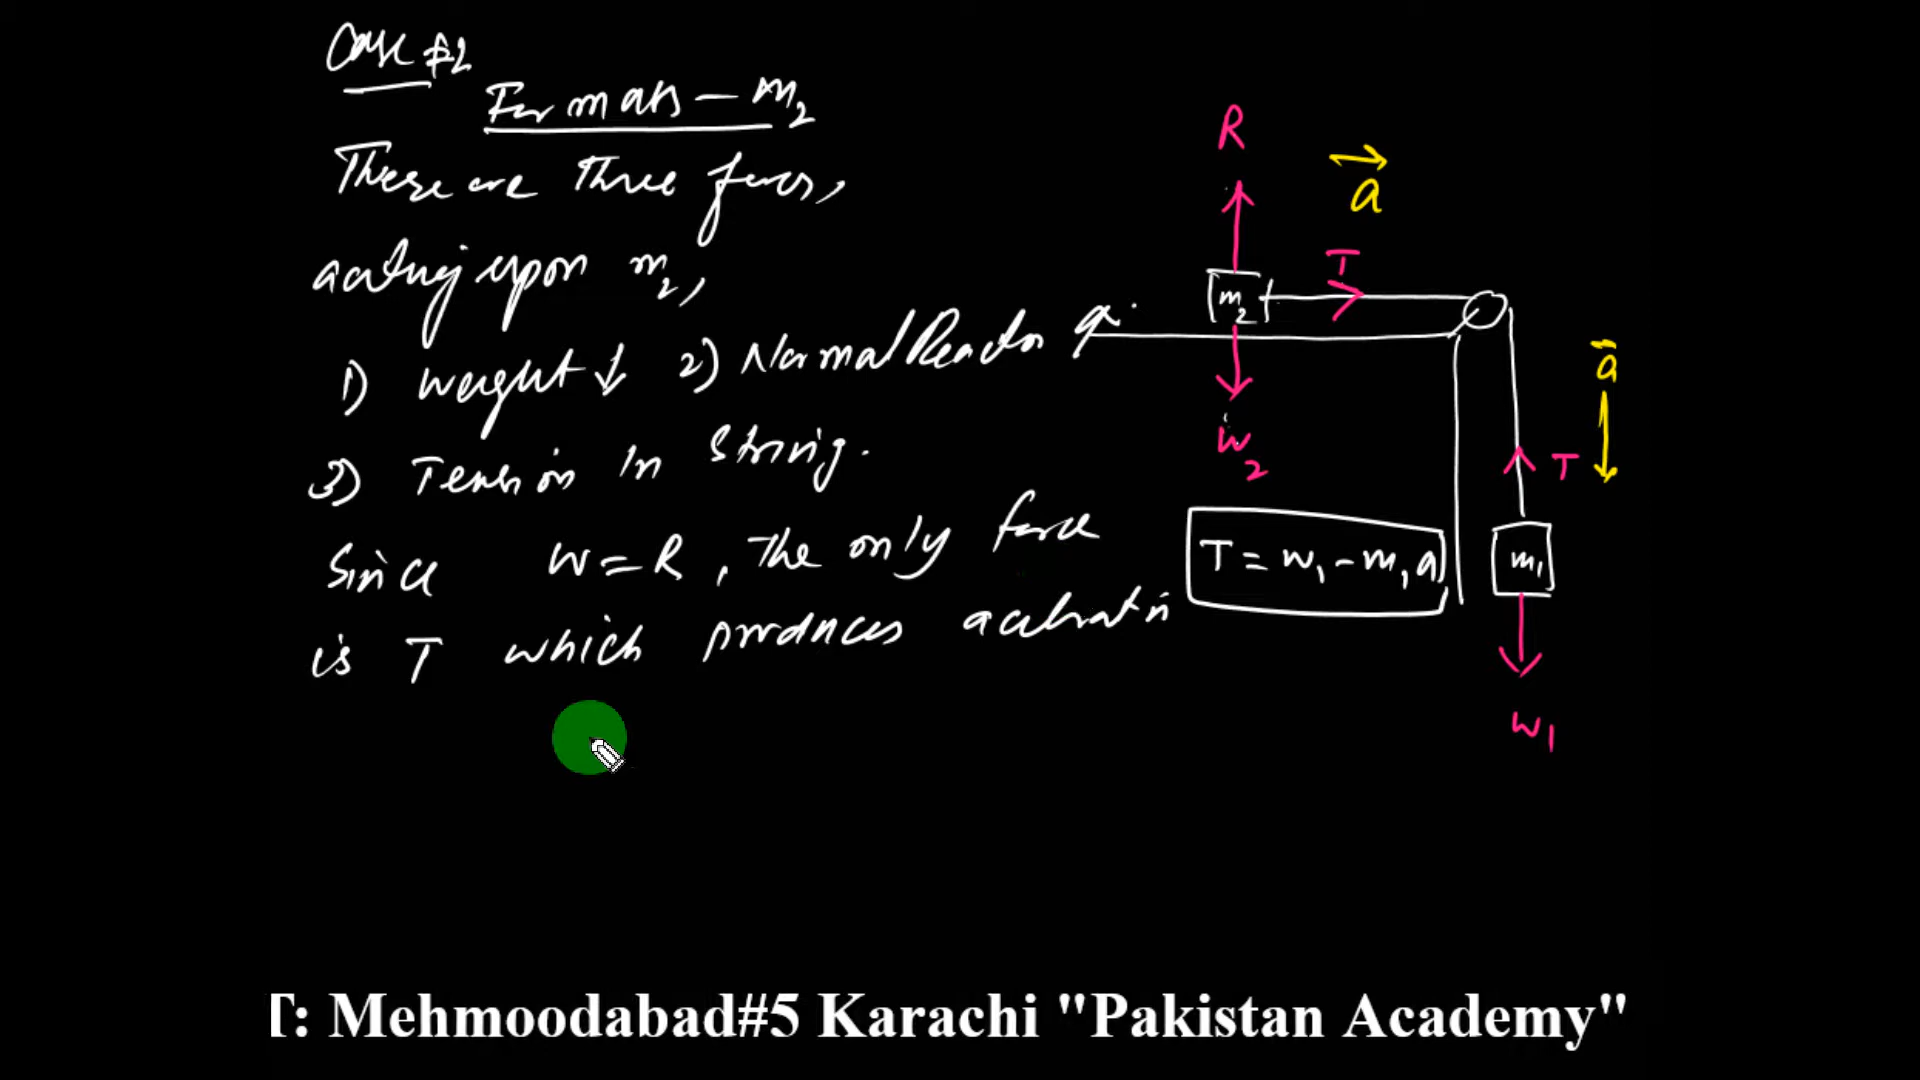 Case #2
For mass - m2
There are three forces,
acting upon m2,
1) weight ↓ 2) Normal Reaction
3) Tension in string.
Since w = R, the only force
is T which produces
R
a
T
m2
w2
a
T
T = w1 - m1a
m1
w1
T: Mehmoodabad#5 Karachi "Pakistan Academy"